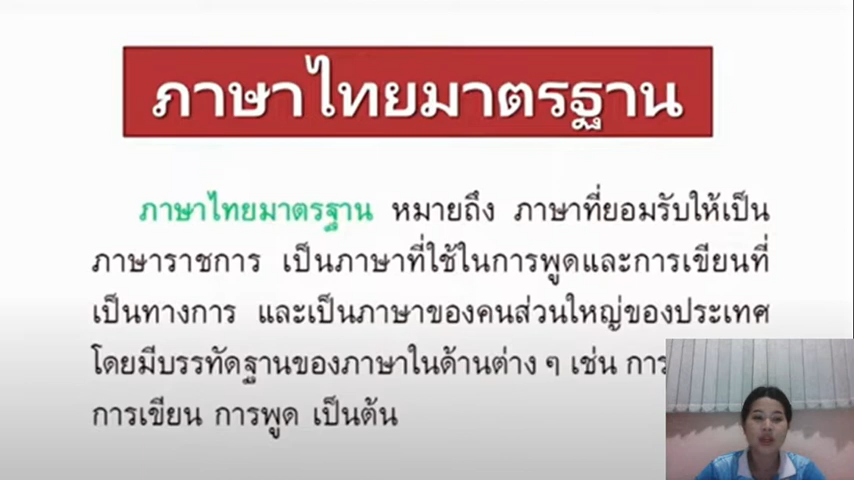 ภาษาไทยมาตรฐาน
ภาษาไทยมาตรฐาน หมายถึง ภาษาที่ยอมรับให้เป็น
ภาษาราชการ เป็นภาษาที่ใช้ในการพูดและการเขียนที่
เป็นทางการ และเป็นภาษาของคนส่วนใหญ่ของประเทศ
โดยมีบรรทัดฐานของภาษาในด้านต่าง ๆ เช่น การ
การเขียน การพูด เป็นต้น